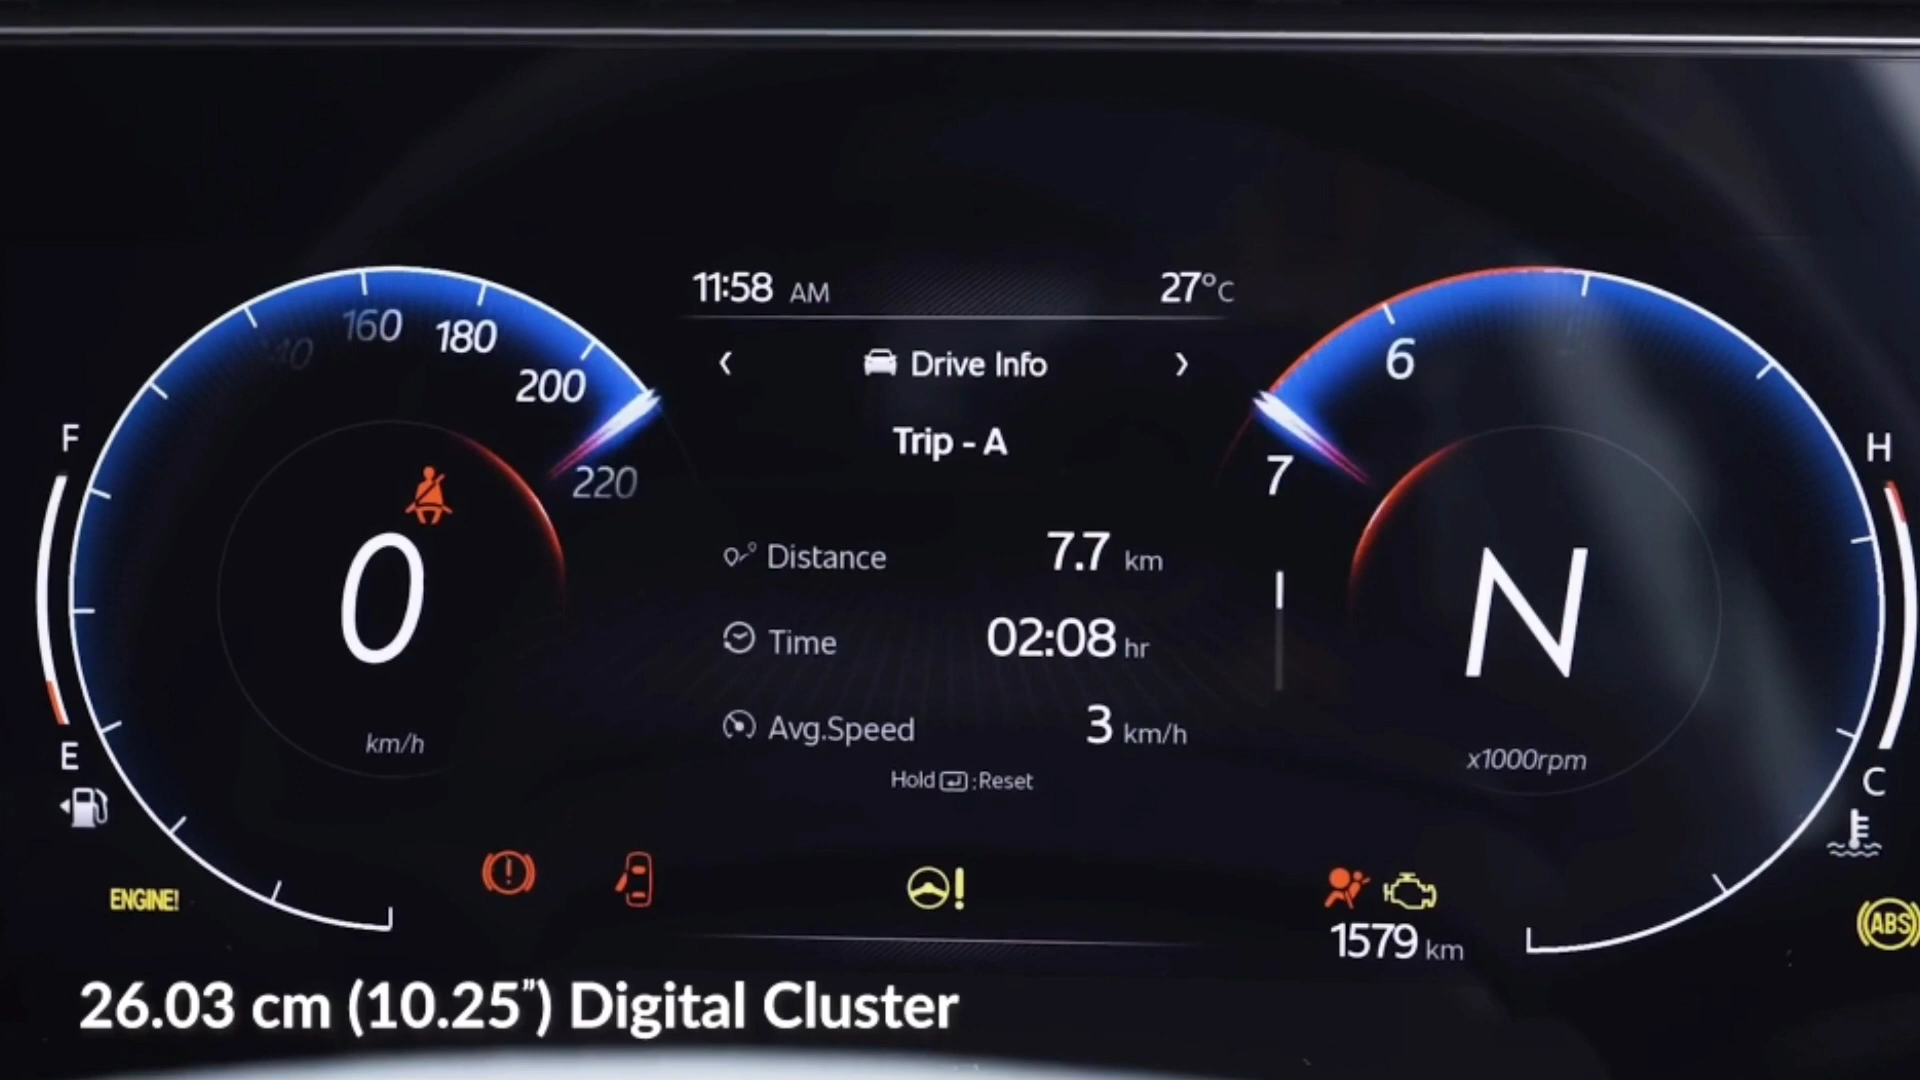 11:58 AM 27°C
‹ Drive Info ›
Trip - A
160
180
200
220
6
7
F
E
H
C
0
km/h
Distance 7.7 km
Time 02:08 hr
Avg.Speed 3 km/h
Hold :Reset
N
x1000rpm
ENGINE!
1579 km
ABS
26.03 cm (10.25”) Digital Cluster